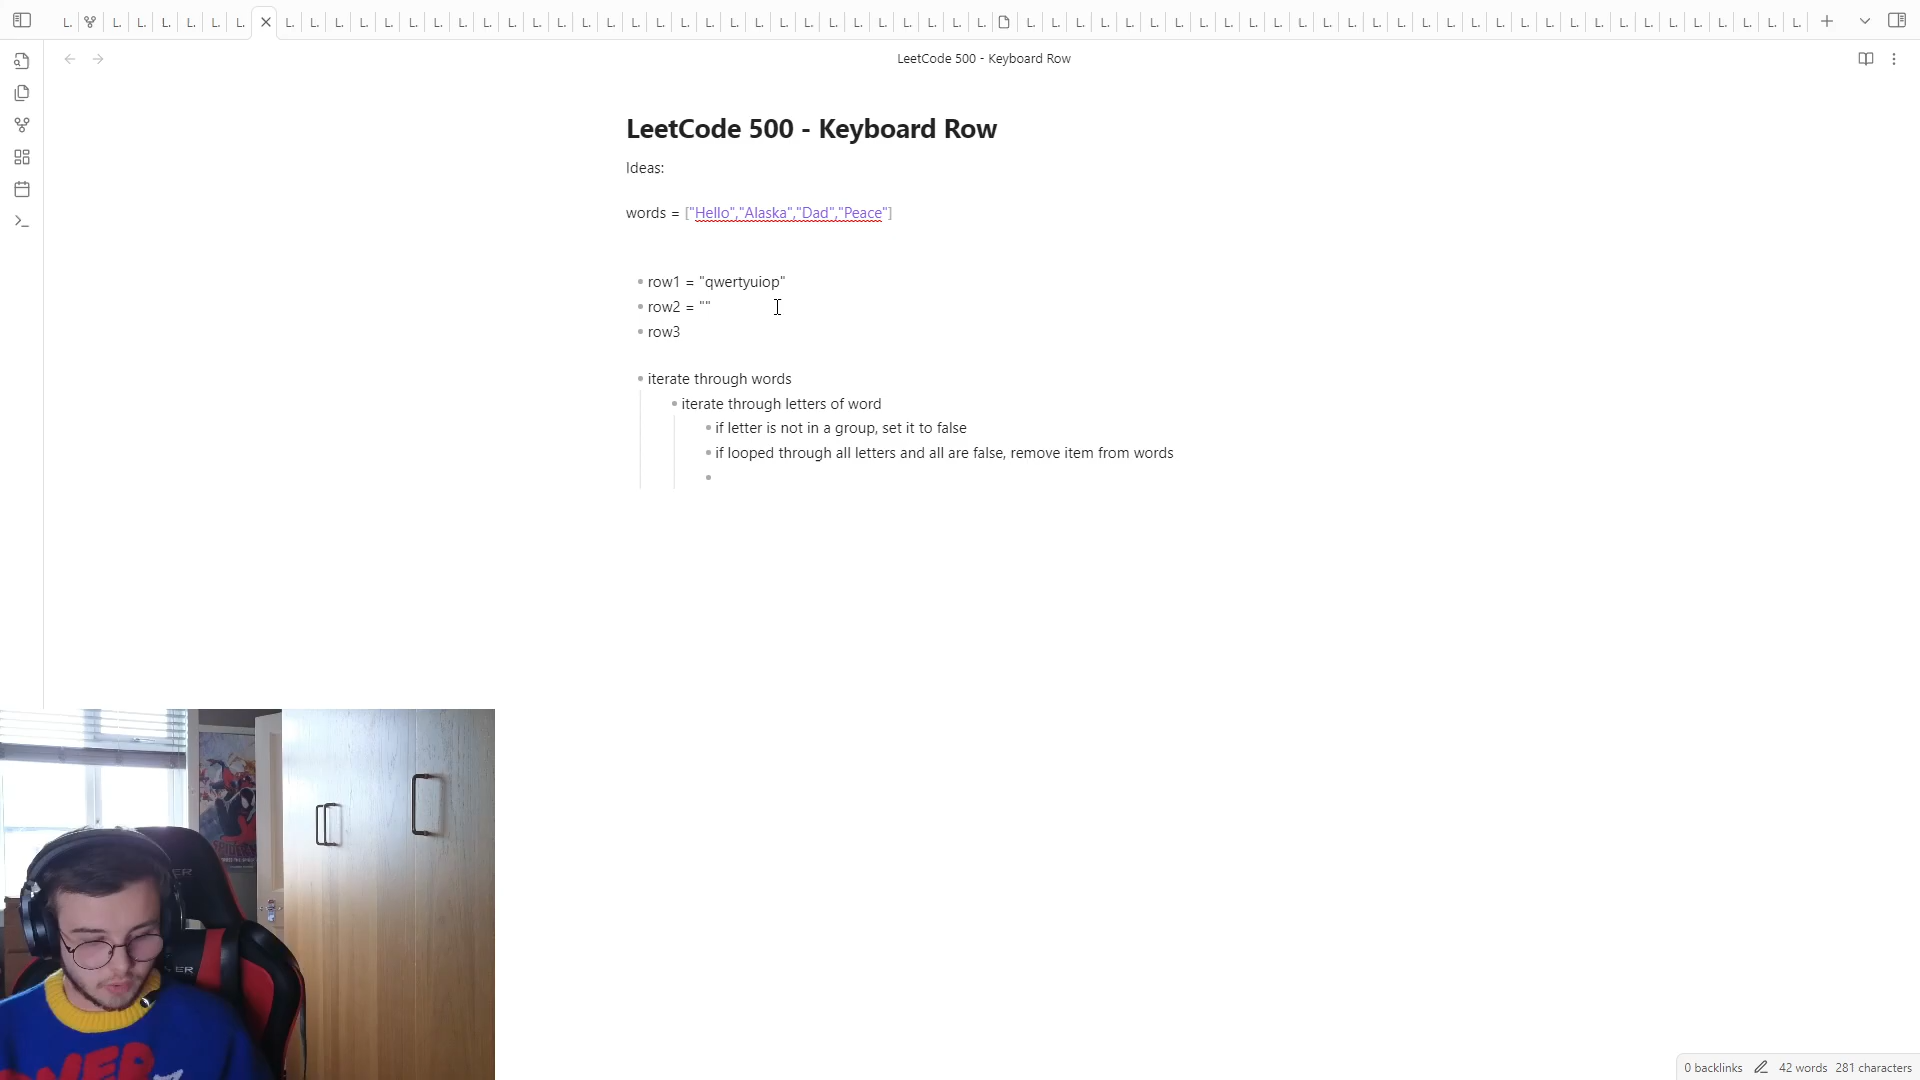 L. L. L. L. L. L. L. L. L. L. L. L. L. L. L. L. L. L. L. L. L. L. L. L. L. L. L. L. L. L. L. L. L. L. L. L. L. L. L. L. L. L. L. L. L. L. L. L. L. L. L. L. L. L. L. L. L. L. L. L. L. L. L. L. L. L. L. L.
LeetCode 500 - Keyboard Row
LeetCode 500 - Keyboard Row
Ideas:
words = ["Hello","Alaska","Dad","Peace"]
row1 = "qwertyuiop"
row2 = ""
row3
iterate through words
iterate through letters of word
if letter is not in a group, set it to false
if looped through all letters and all are false, remove item from words
0 backlinks 42 words 281 characters